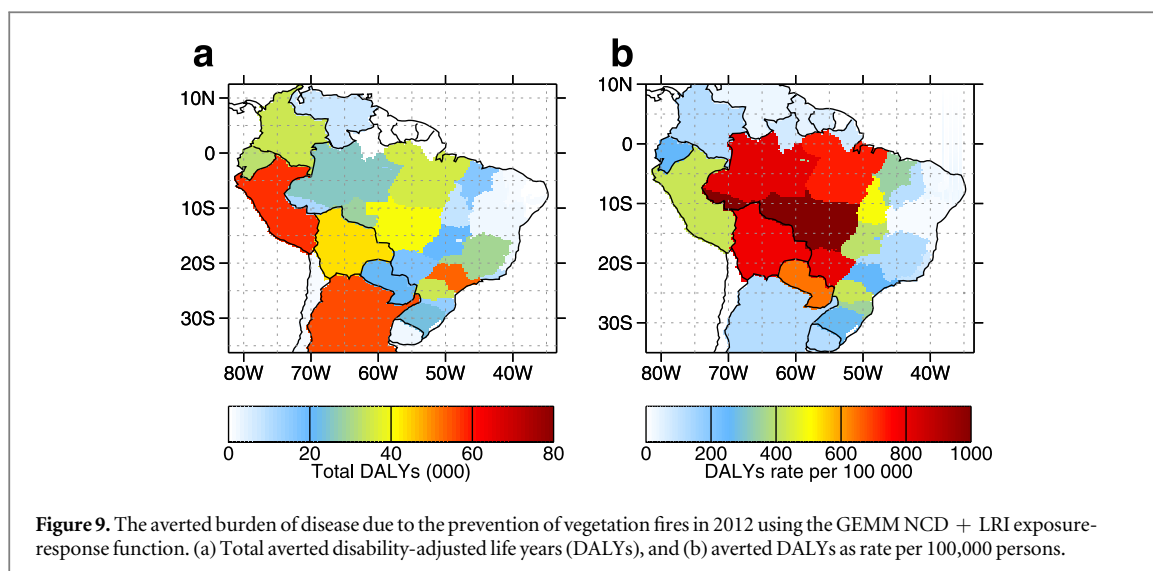 a
b
10N
0
10S
20S
30S
80W 70W 60W 50W 40W
10N
0
10S
20S
30S
80W 70W 60W 50W 40W
0 20 40 60 80
Total DALYs (000)
0 200 400 600 800 1000
DALYs rate per 100 000
Figure 9. The averted burden of disease due to the prevention of vegetation fires in 2012 using the GEMM NCD + LRI exposure-
response function. (a) Total averted disability-adjusted life years (DALYs), and (b) averted DALYs as rate per 100,000 persons.